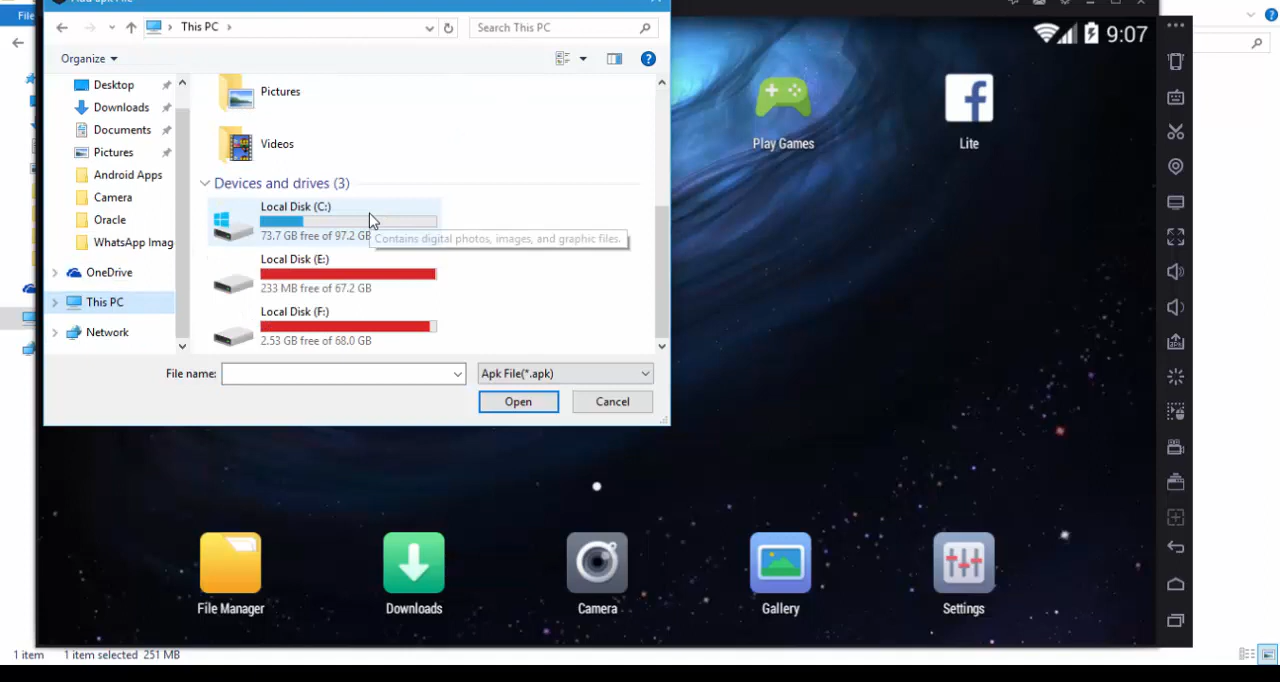 File
Add apk File
This PC
Search This PC
9:07
Organize
Desktop
Downloads
Documents
Pictures
Android Apps
Camera
Oracle
WhatsApp Imag
OneDrive
This PC
Network
Pictures
Videos
Devices and drives (3)
Local Disk (C:)
73.7 GB free of 97.2 GB
Contains digital photos, images, and graphic files.
Local Disk (E:)
233 MB free of 67.2 GB
Local Disk (F:)
2.53 GB free of 68.0 GB
File name:
Apk File(*.apk)
Open
Cancel
Play Games
Lite
File Manager
Downloads
Camera
Gallery
Settings
1 item
1 item selected 251 MB